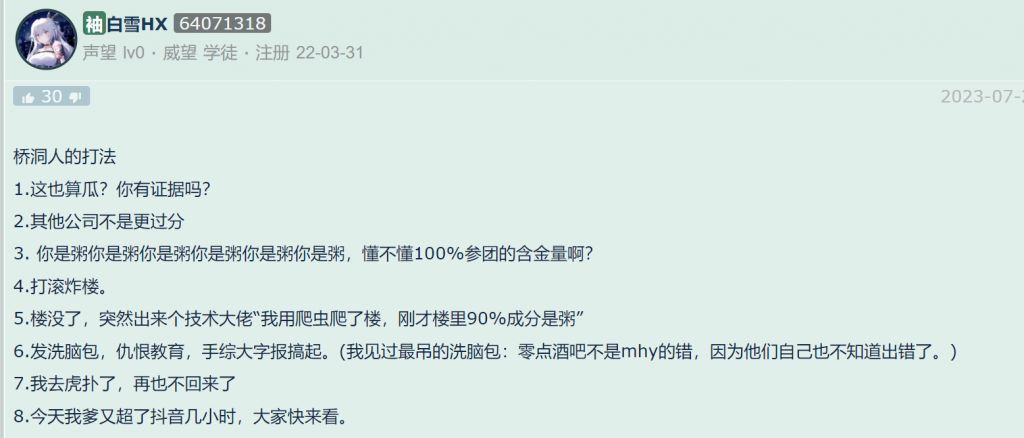 袖白雪HX 64071318
声望 lv0 · 威望 学徒 · 注册 22-03-31
30
2023-07-2
桥洞人的打法
1.这也算瓜？你有证据吗？
2.其他公司不是更过分
3. 你是粥你是粥你是粥你是粥你是粥你是粥，懂不懂100%参团的含金量啊？
4.打滚炸楼。
5.楼没了，突然出来个技术大佬“我用爬虫爬了楼，刚才楼里90%成分是粥”
6.发洗脑包，仇恨教育，手综大字报搞起。(我见过最吊的洗脑包：零点酒吧不是mhy的错，因为他们自己也不知道出错了。)
7.我去虎扑了，再也不回来了
8.今天我爹又超了抖音几小时，大家快来看。